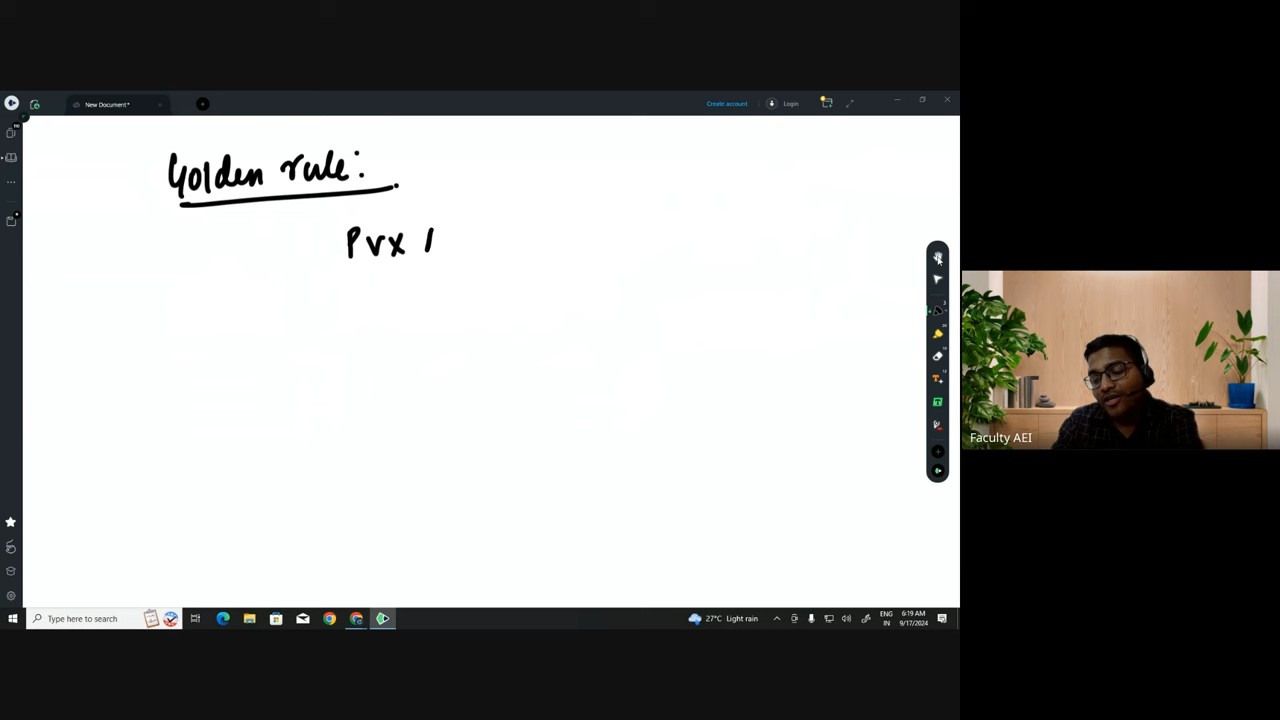 New Document*
Create account
Login
Golden rule:
PVX 1
Faculty AEI
Type here to search
27°C Light rain
ENG
IN
6:19 AM
9/17/2024